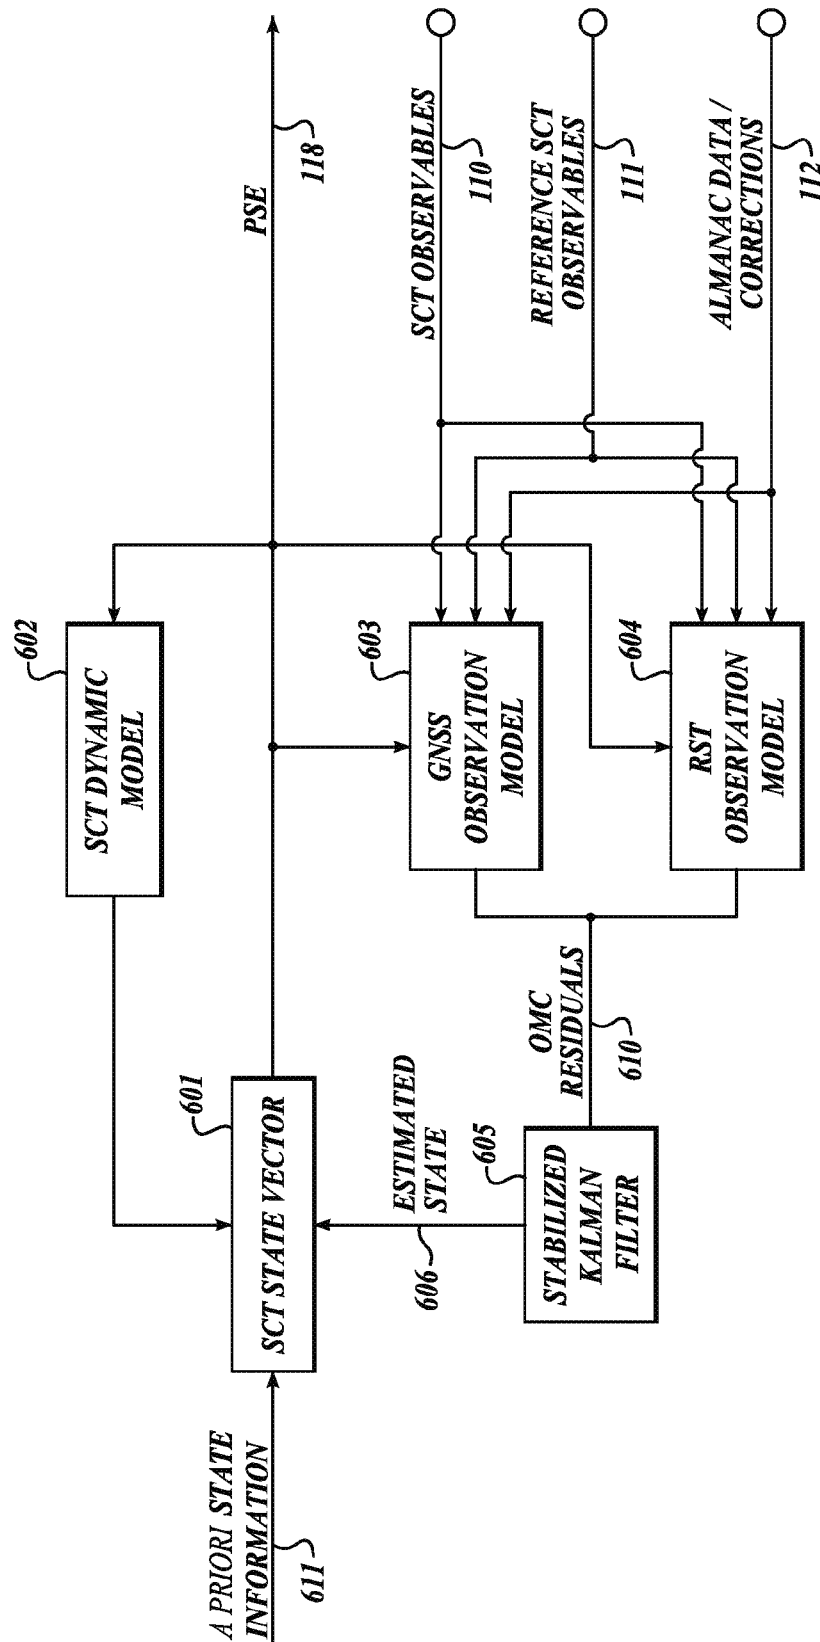 A PRIORI STATE
INFORMATION
611
SCT STATE VECTOR
601
SCT DYNAMIC
MODEL
602
PSE
118
ESTIMATED
STATE
606
STABILIZED
KALMAN
FILTER
605
OMC
RESIDUALS
610
GNSS
OBSERVATION
MODEL
603
RST
OBSERVATION
MODEL
604
SCT OBSERVABLES
110
REFERENCE SCT
OBSERVABLES
111
ALMANAC DATA /
CORRECTIONS
112